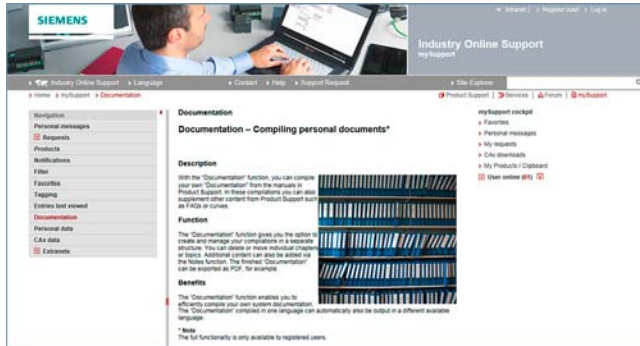 SIEMENS
Intranet | Register now! Log in
Industry Online Support
mySupport
Industry Online Support Language Contact Help Support Request Site Explorer
Home mySupport Documentation Product Support Services Forum mySupport
Navigation
Personal messages
Requests
Products
Notifications
Filter
Favorites
Tagging
Entries last viewed
Documentation
Personal data
CAx data
Extranets
Documentation
Documentation – Compiling personal documents*
Description
With the "Documentation" function, you can compile
your own "Documentation" from the manuals in
Product Support. In these compilations you can also
supplement other content from Product Support such
as FAQs or curves.
Function
The "Documentation" function gives you the option to
create and manage your compilations in a separate
structure. You can delete or move individual chapters
or topics. Additional content can also be added via
the Notes function. The finished "Documentation"
can be exported as PDF, for example.
Benefits
The "Documentation" function enables you to
efficiently compile your own system documentation.
The "Documentation" compiled in one language can automatically also be output in a different available
language.
* Note
The full functionality is only available to registered users.
mySupport cockpit
Favorites
Personal messages
My requests
CAx downloads
My Products / Clipboard
User online (61)